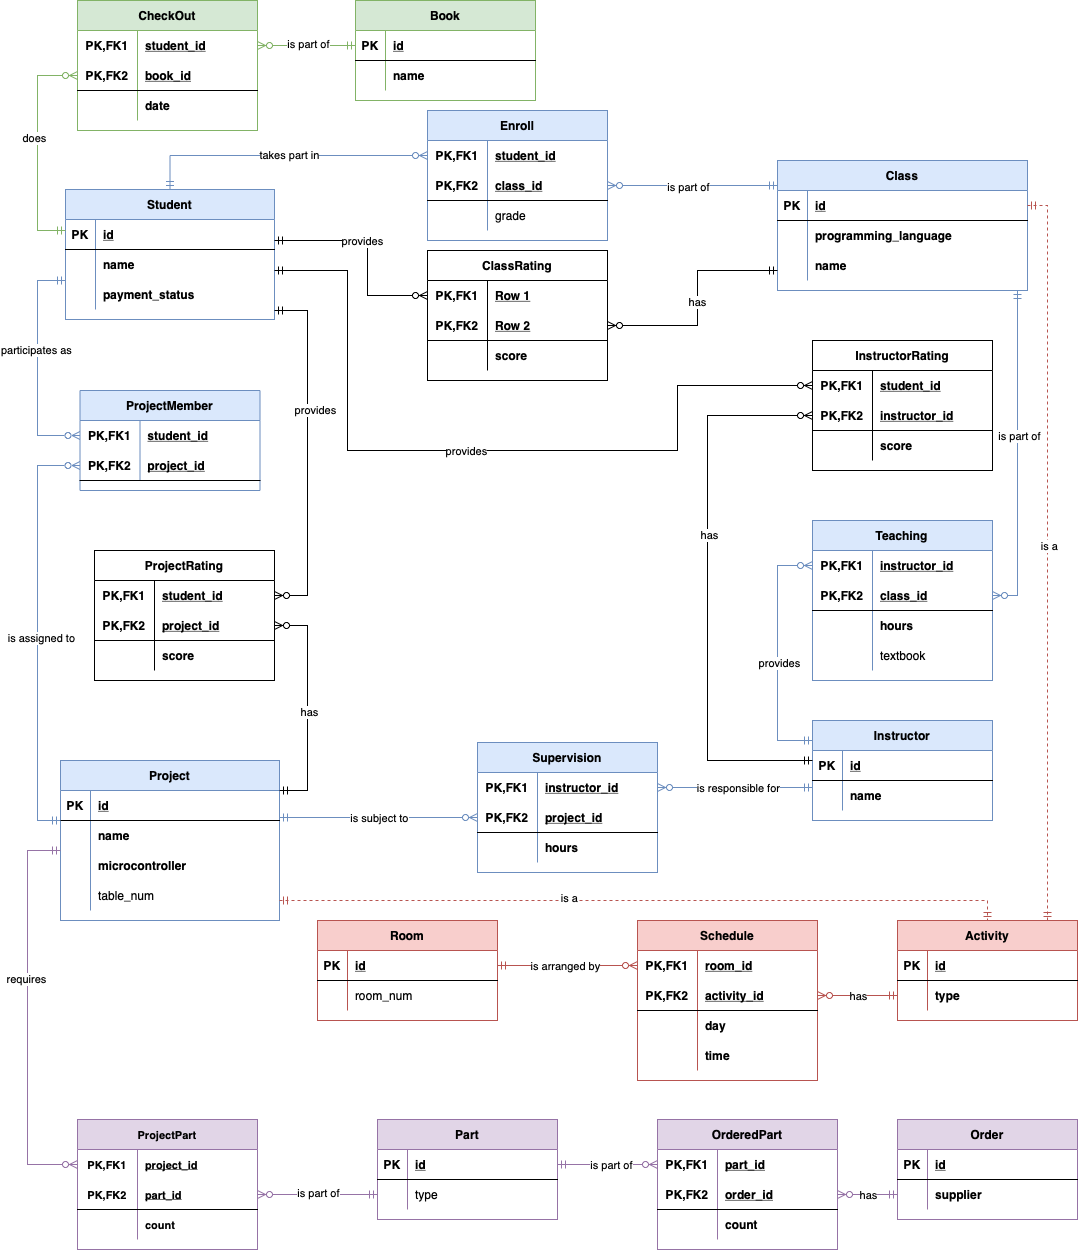 CheckOut
PK,FK1 student_id
PK,FK2 book_id
date
is part of
Book
PK id
name
does
Enroll
PK,FK1 student_id
PK,FK2 class_id
grade
takes part in
is part of
Class
PK id
programming_language
name
Student
PK id
name
payment_status
provides
ClassRating
PK,FK1 Row 1
PK,FK2 Row 2
score
has
participates as
InstructorRating
PK,FK1 student_id
PK,FK2 instructor_id
score
ProjectMember
PK,FK1 student_id
PK,FK2 project_id
provides
provides
is part of
has
is a
Teaching
PK,FK1 instructor_id
PK,FK2 class_id
hours
textbook
ProjectRating
PK,FK1 student_id
PK,FK2 project_id
score
is assigned to
provides
has
Instructor
PK id
name
Supervision
PK,FK1 instructor_id
PK,FK2 project_id
hours
is responsible for
Project
PK id
name
microcontroller
table_num
is subject to
is a
Room
PK id
room_num
is arranged by
Schedule
PK,FK1 room_id
PK,FK2 activity_id
day
time
has
Activity
PK id
type
requires
ProjectPart
PK,FK1 project_id
PK,FK2 part_id
count
is part of
Part
PK id
type
is part of
OrderedPart
PK,FK1 part_id
PK,FK2 order_id
count
has
Order
PK id
supplier